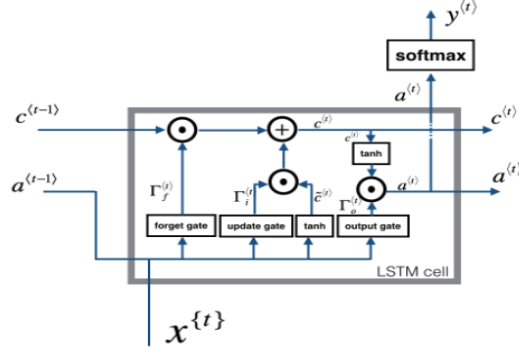 y⟨t⟩
softmax
a⟨t⟩
c⟨t−1⟩
c⟨t⟩
c⟨t⟩
c⟨t⟩
tanh
a⟨t−1⟩
Γf⟨t⟩
Γi⟨t⟩
c̃⟨t⟩
Γo⟨t⟩
a⟨t⟩
a⟨t⟩
forget gate
update gate
tanh
output gate
LSTM cell
x{t}